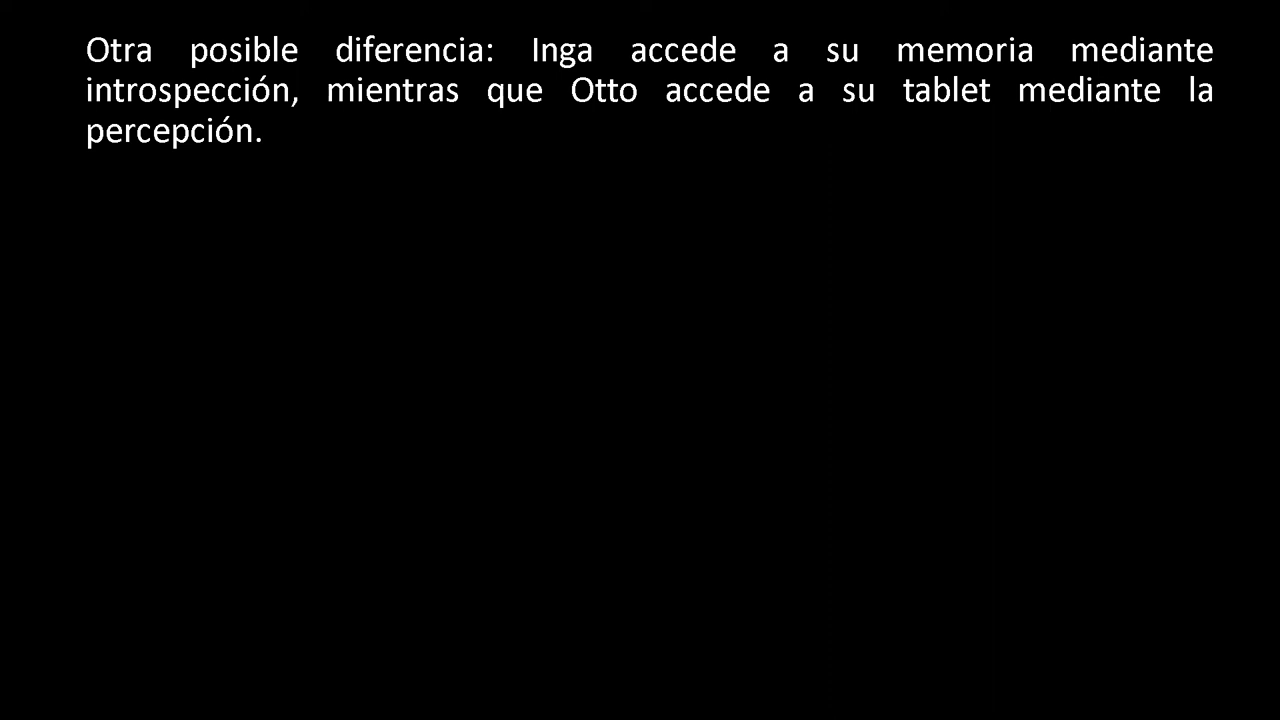 Otra posible diferencia: Inga accede a su memoria mediante
introspección, mientras que Otto accede a su tablet mediante la
percepción.